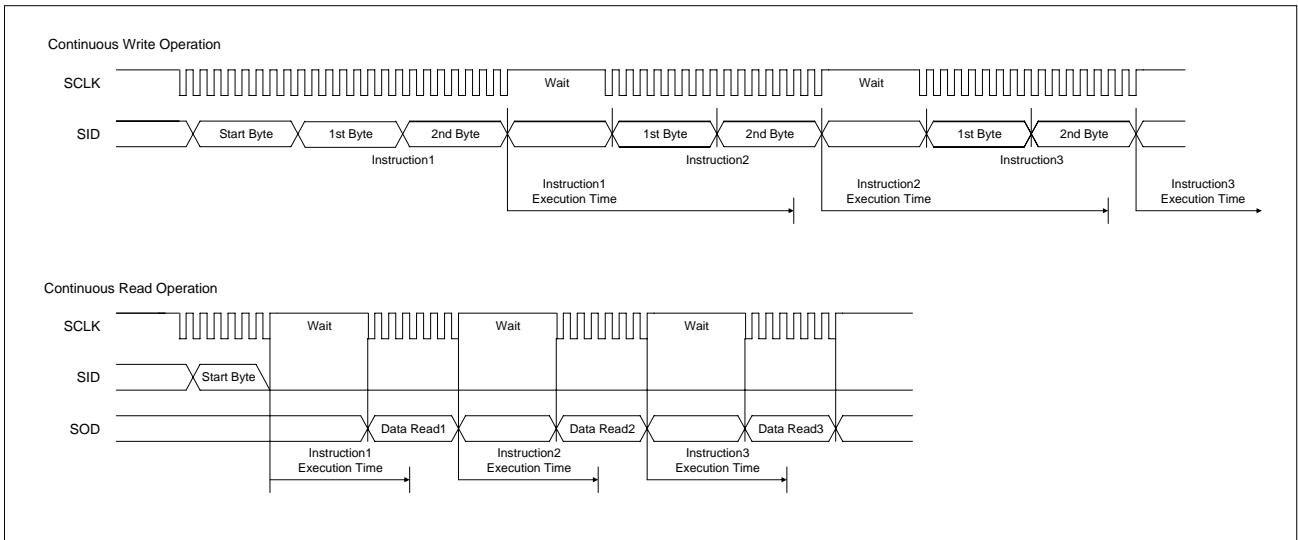 Continuous Write Operation
SCLK
Wait
Wait
SID
Start Byte
1st Byte
2nd Byte
1st Byte
2nd Byte
1st Byte
2nd Byte
Instruction1
Instruction2
Instruction3
Instruction1
Execution Time
Instruction2
Execution Time
Instruction3
Execution Time
Continuous Read Operation
SCLK
Wait
Wait
Wait
SID
Start Byte
SOD
Data Read1
Data Read2
Data Read3
Instruction1
Execution Time
Instruction2
Execution Time
Instruction3
Execution Time